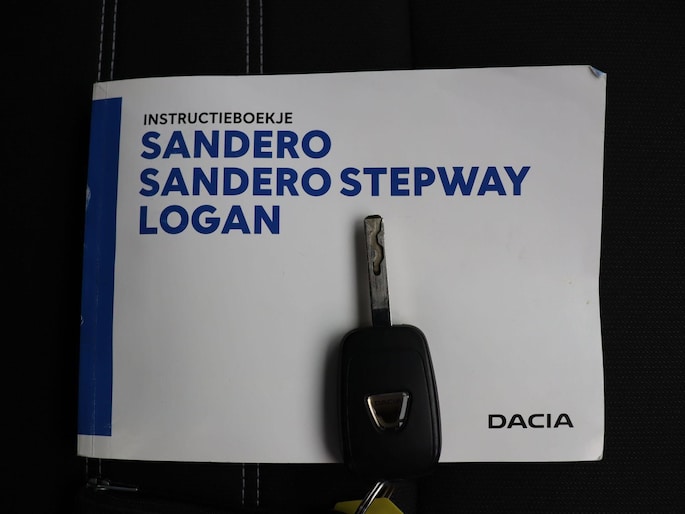 INSTRUCTIEBOEKJE
SANDERO
SANDERO STEPWAY
LOGAN
DACIA